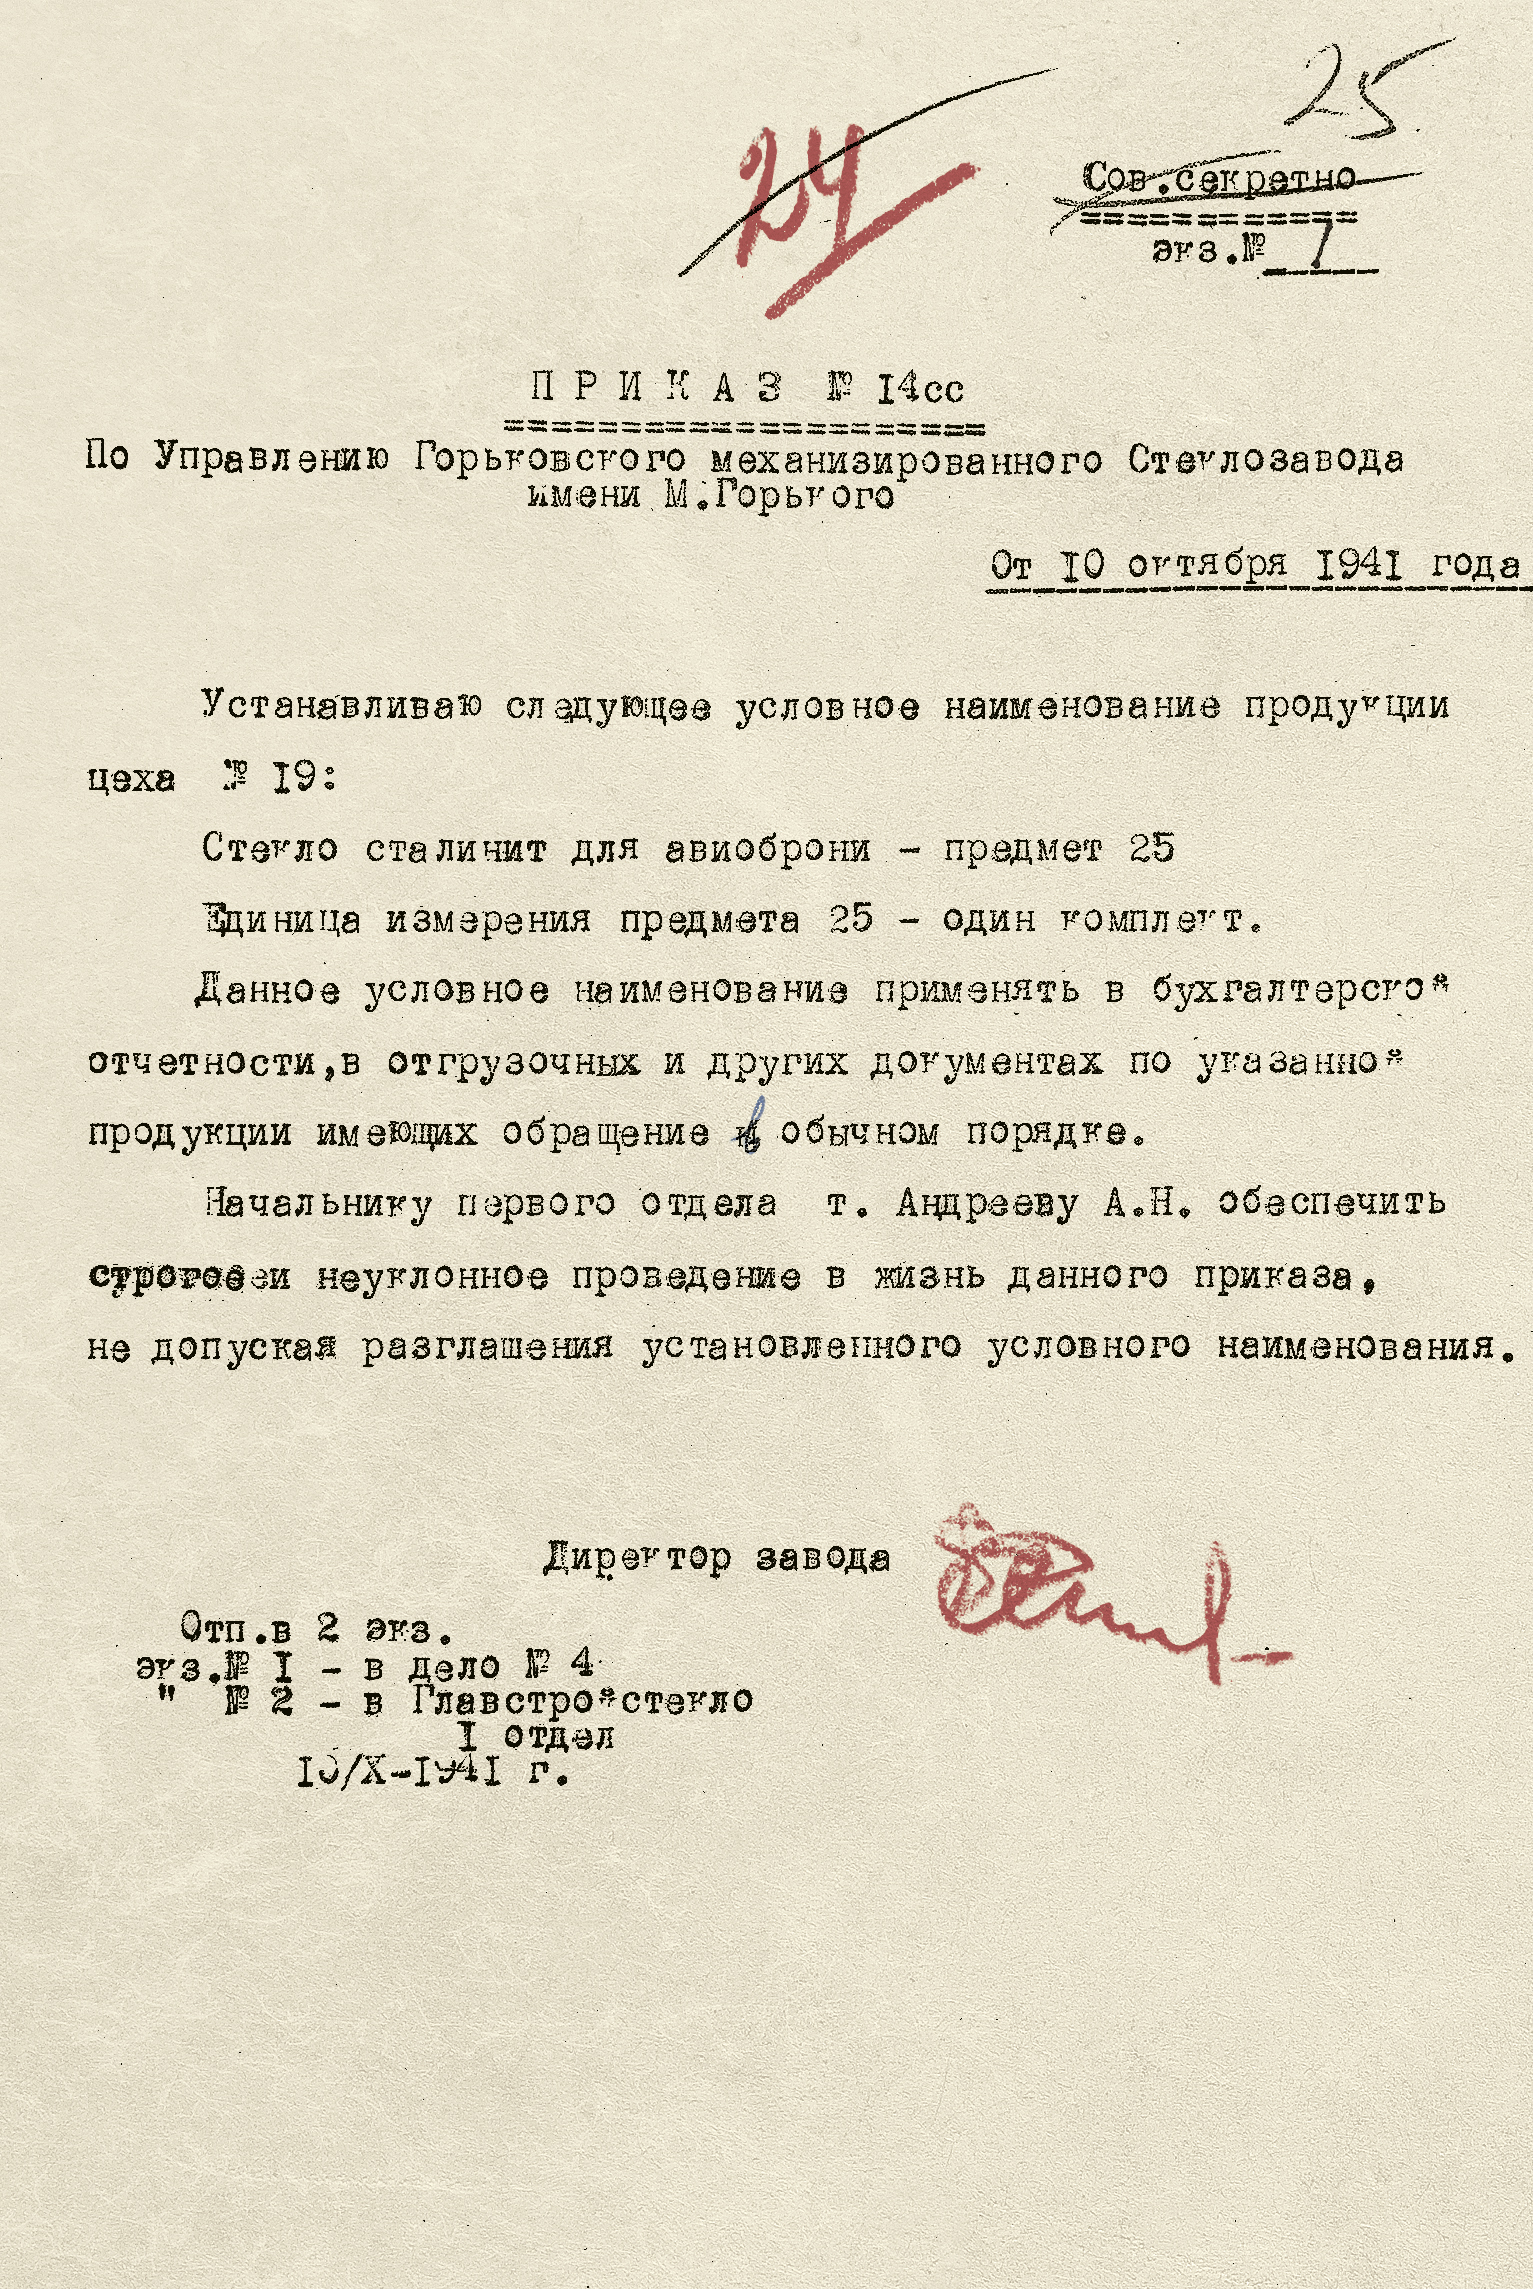 25
24
Сов.секретно
============
экз.№ 1
П Р И К А З № 14сс
=====================
По Управлению Горьковского механизированного Стеклозавода
имени М.Горького
От 10 октября 1941 года
Устанавливаю следующее условное наименование продукции
цеха № 19:
Стекло сталинит для авиоброни - предмет 25
Единица измерения предмета 25 - один комплект.
Данное условное наименование применять в бухгалтерской
отчетности,в отгрузочных и других документах по указанной
продукции имеющих обращение в обычном порядке.
Начальнику первого отдела т. Андрееву А.Н. обеспечить
строгое и неуклонное проведение в жизнь данного приказа,
не допуская разглашения установленного условного наименования.
Директор завода
Отп.в 2 экз.
экз.№ 1 - в дело № 4
" № 2 - в Главстройстекло
I отдел
10/X-1941 г.